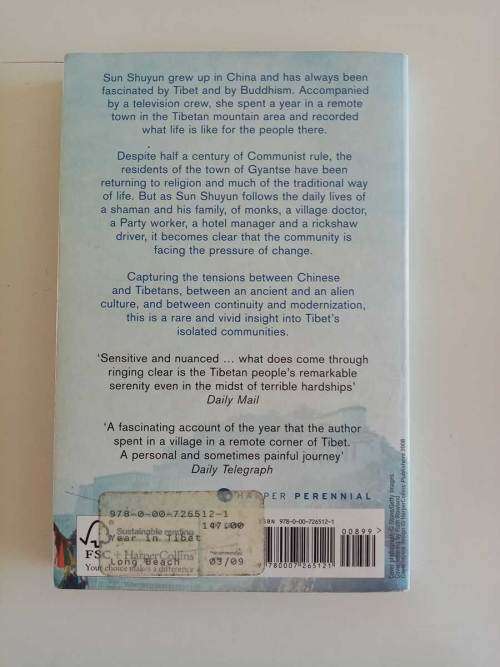 Sun Shuyun grew up in China and has always been
fascinated by Tibet and by Buddhism. Accompanied
by a television crew, she spent a year in a remote
town in the Tibetan mountain area and recorded
what life is like for the people there.
Despite half a century of Communist rule, the
residents of the town of Gyantse have been
returning to religion and much of the traditional way
of life. But as Sun Shuyun follows the daily lives of
a shaman and his family, of monks, a village doctor,
a Party worker, a hotel manager and a rickshaw
driver, it becomes clear that the community is
facing the pressure of change.
Capturing the tensions between Chinese
and Tibetans, between an ancient and an alien
culture, and between continuity and modernization,
this is a rare and vivid insight into Tibet's
isolated communities.
'Sensitive and nuanced ... what does come through
ringing clear is the Tibetan people's remarkable
serenity even in the midst of terrible hardships'
Daily Mail
'A fascinating account of the year that the author
spent in a village in a remote corner of Tibet.
A personal and sometimes painful journey'
Daily Telegraph
HARPER PERENNIAL
978-0-00-726512-1
147.00
Sustainable reading
Year in Tibet
FSC + HarperCollins
Long Beach 03/09
Your choice makes a difference
ISBN 978-0-00-726512-1
00899>
9780007265121